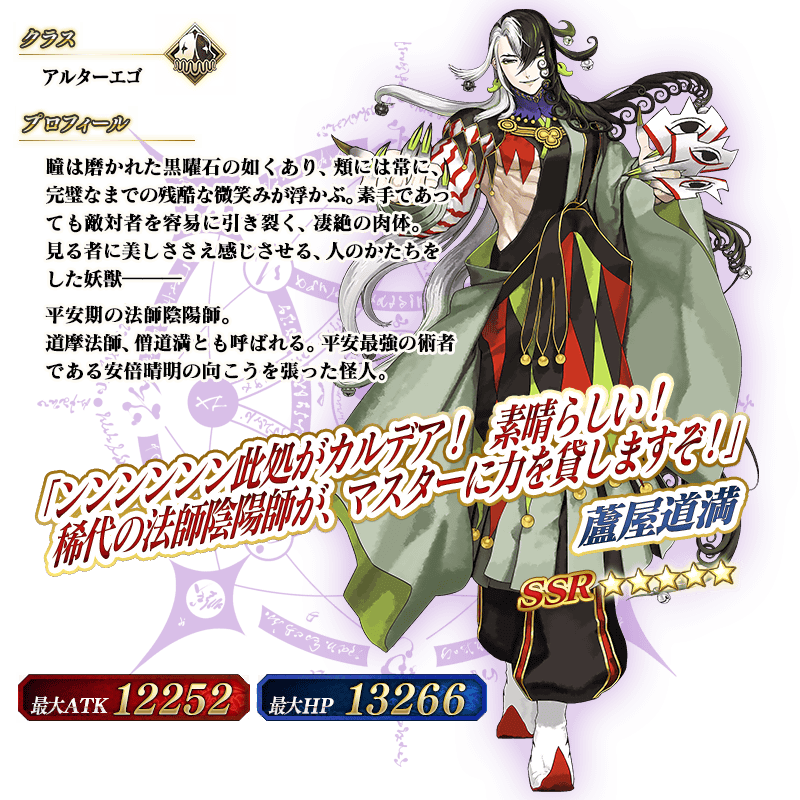 クラス
アルターエゴ
プロフィール
瞳は磨かれた黒曜石の如くあり、頬には常に、
完璧なまでの残酷な微笑みが浮かぶ。素手であっ
ても敵対者を容易に引き裂く、凄絶の肉体。
見る者に美しささえ感じさせる、人のかたちを
した妖獣———
平安期の法師陰陽師。
道摩法師、僧道満とも呼ばれる。平安最強の術者
である安倍晴明の向こうを張った怪人。
「ンンンンンン此処がカルデア！　素晴らしい！
稀代の法師陰陽師が、マスターに力を貸しますぞ！」
蘆屋道満
SSR ★★★★★
最大ATK 12252
最大HP 13266